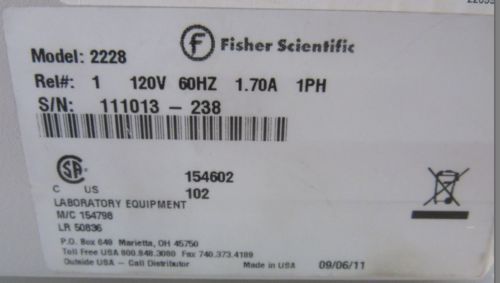 Fisher Scientific
Model: 2228
Rel#: 1 120V 60HZ 1.70A 1PH
S/N: 111013 - 238
C US
154602
102
LABORATORY EQUIPMENT
M/C 154798
LR 50836
P.O. Box 649 Marietta, OH 45750
Toll Free USA 800.848.3080 Fax 740.373.4189
Outside USA - Call Distributor Made in USA 09/06/11